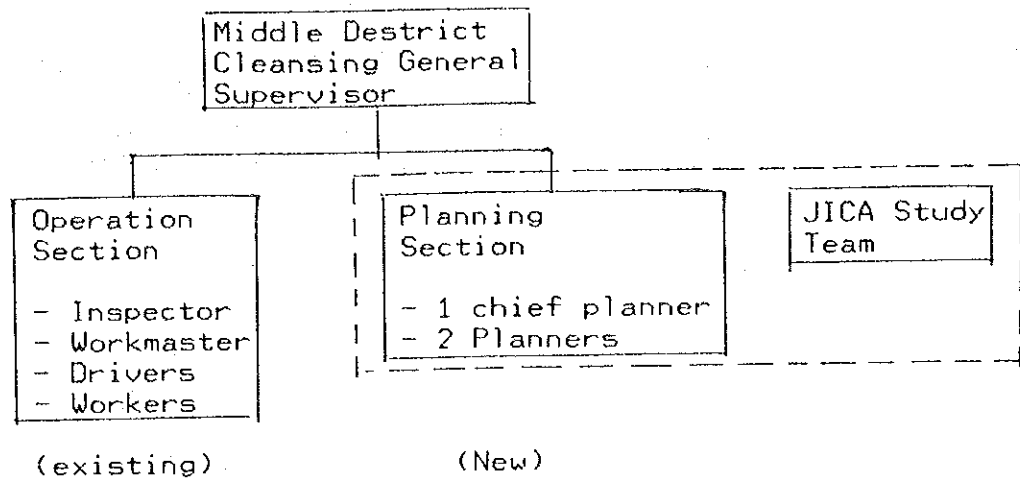 Middle Destrict
Cleansing General
Supervisor
Operation
Section
- Inspector
- Workmaster
- Drivers
- Workers
(existing)
Planning
Section
- 1 chief planner
- 2 Planners
(New)
JICA Study
Team